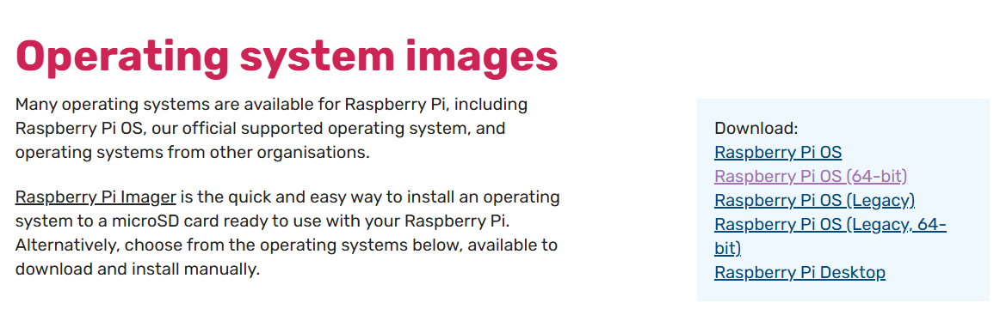 Operating system images
Many operating systems are available for Raspberry Pi, including
Raspberry Pi OS, our official supported operating system, and
operating systems from other organisations.
Raspberry Pi Imager is the quick and easy way to install an operating
system to a microSD card ready to use with your Raspberry Pi.
Alternatively, choose from the operating systems below, available to
download and install manually.
Download:
Raspberry Pi OS
Raspberry Pi OS (64-bit)
Raspberry Pi OS (Legacy)
Raspberry Pi OS (Legacy, 64-
bit)
Raspberry Pi Desktop